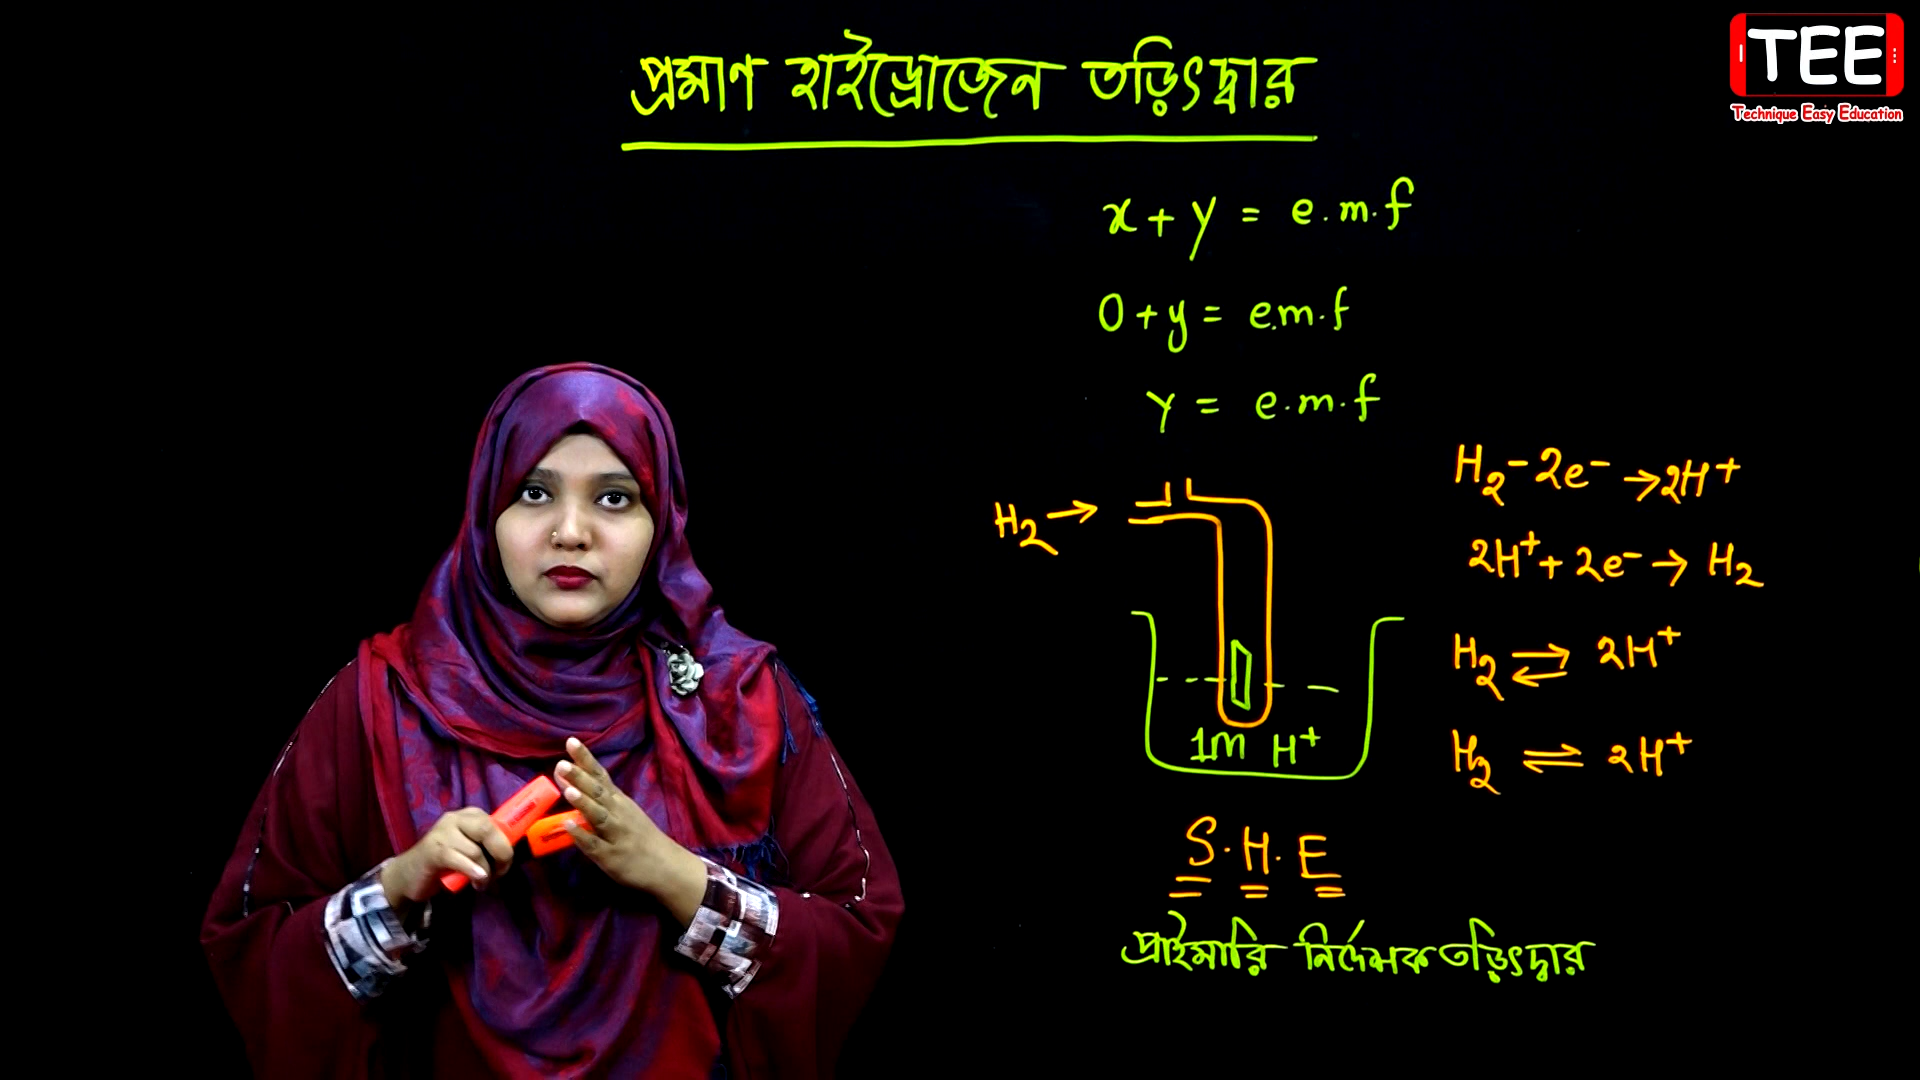 প্রমাণ হাইড্রোজেন তড়িৎদ্বার
TEE
Technique Easy Education
x + y = e.m.f
0 + y = e.m.f
y = e.m.f
H₂ →
1M H⁺
H₂ - 2e⁻ → 2H⁺
2H⁺ + 2e⁻ → H₂
H₂ ⇌ 2H⁺
H₂ ⇌ 2H⁺
S.H.E
প্রাইমারি নির্দেশক তড়িৎদ্বার